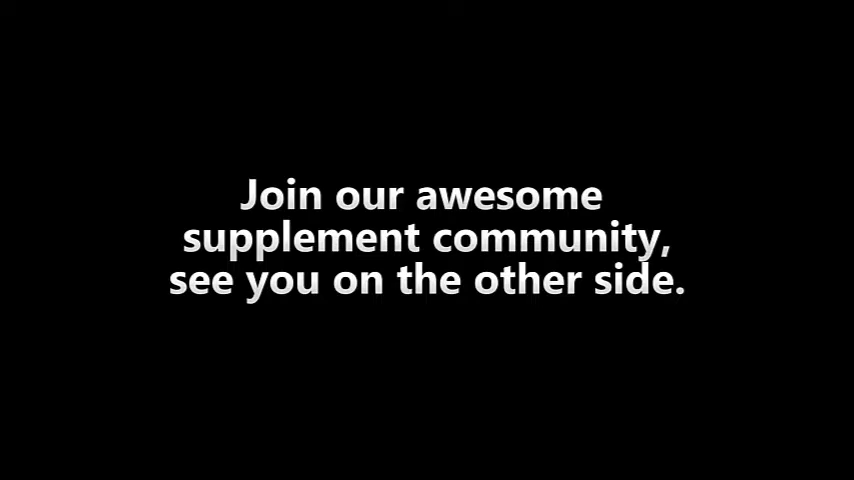 Join our awesome
supplement community,
see you on the other side.